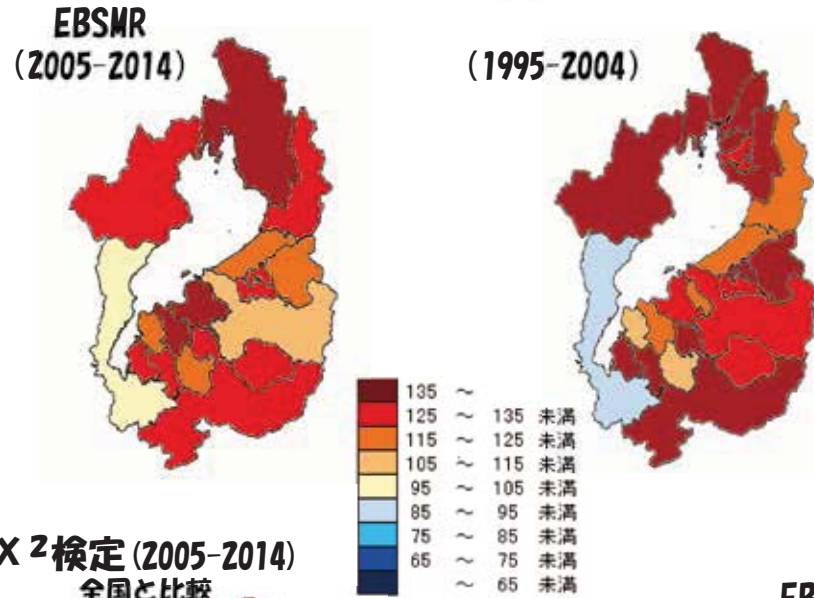 EBSMR
(2005-2014)
(1995-2004)
135 ～
125 ～ 135 未満
115 ～ 125 未満
105 ～ 115 未満
95 ～ 105 未満
85 ～ 95 未満
75 ～ 85 未満
65 ～ 75 未満
～ 65 未満
X ²検定(2005-2014)
全国と比較
EB